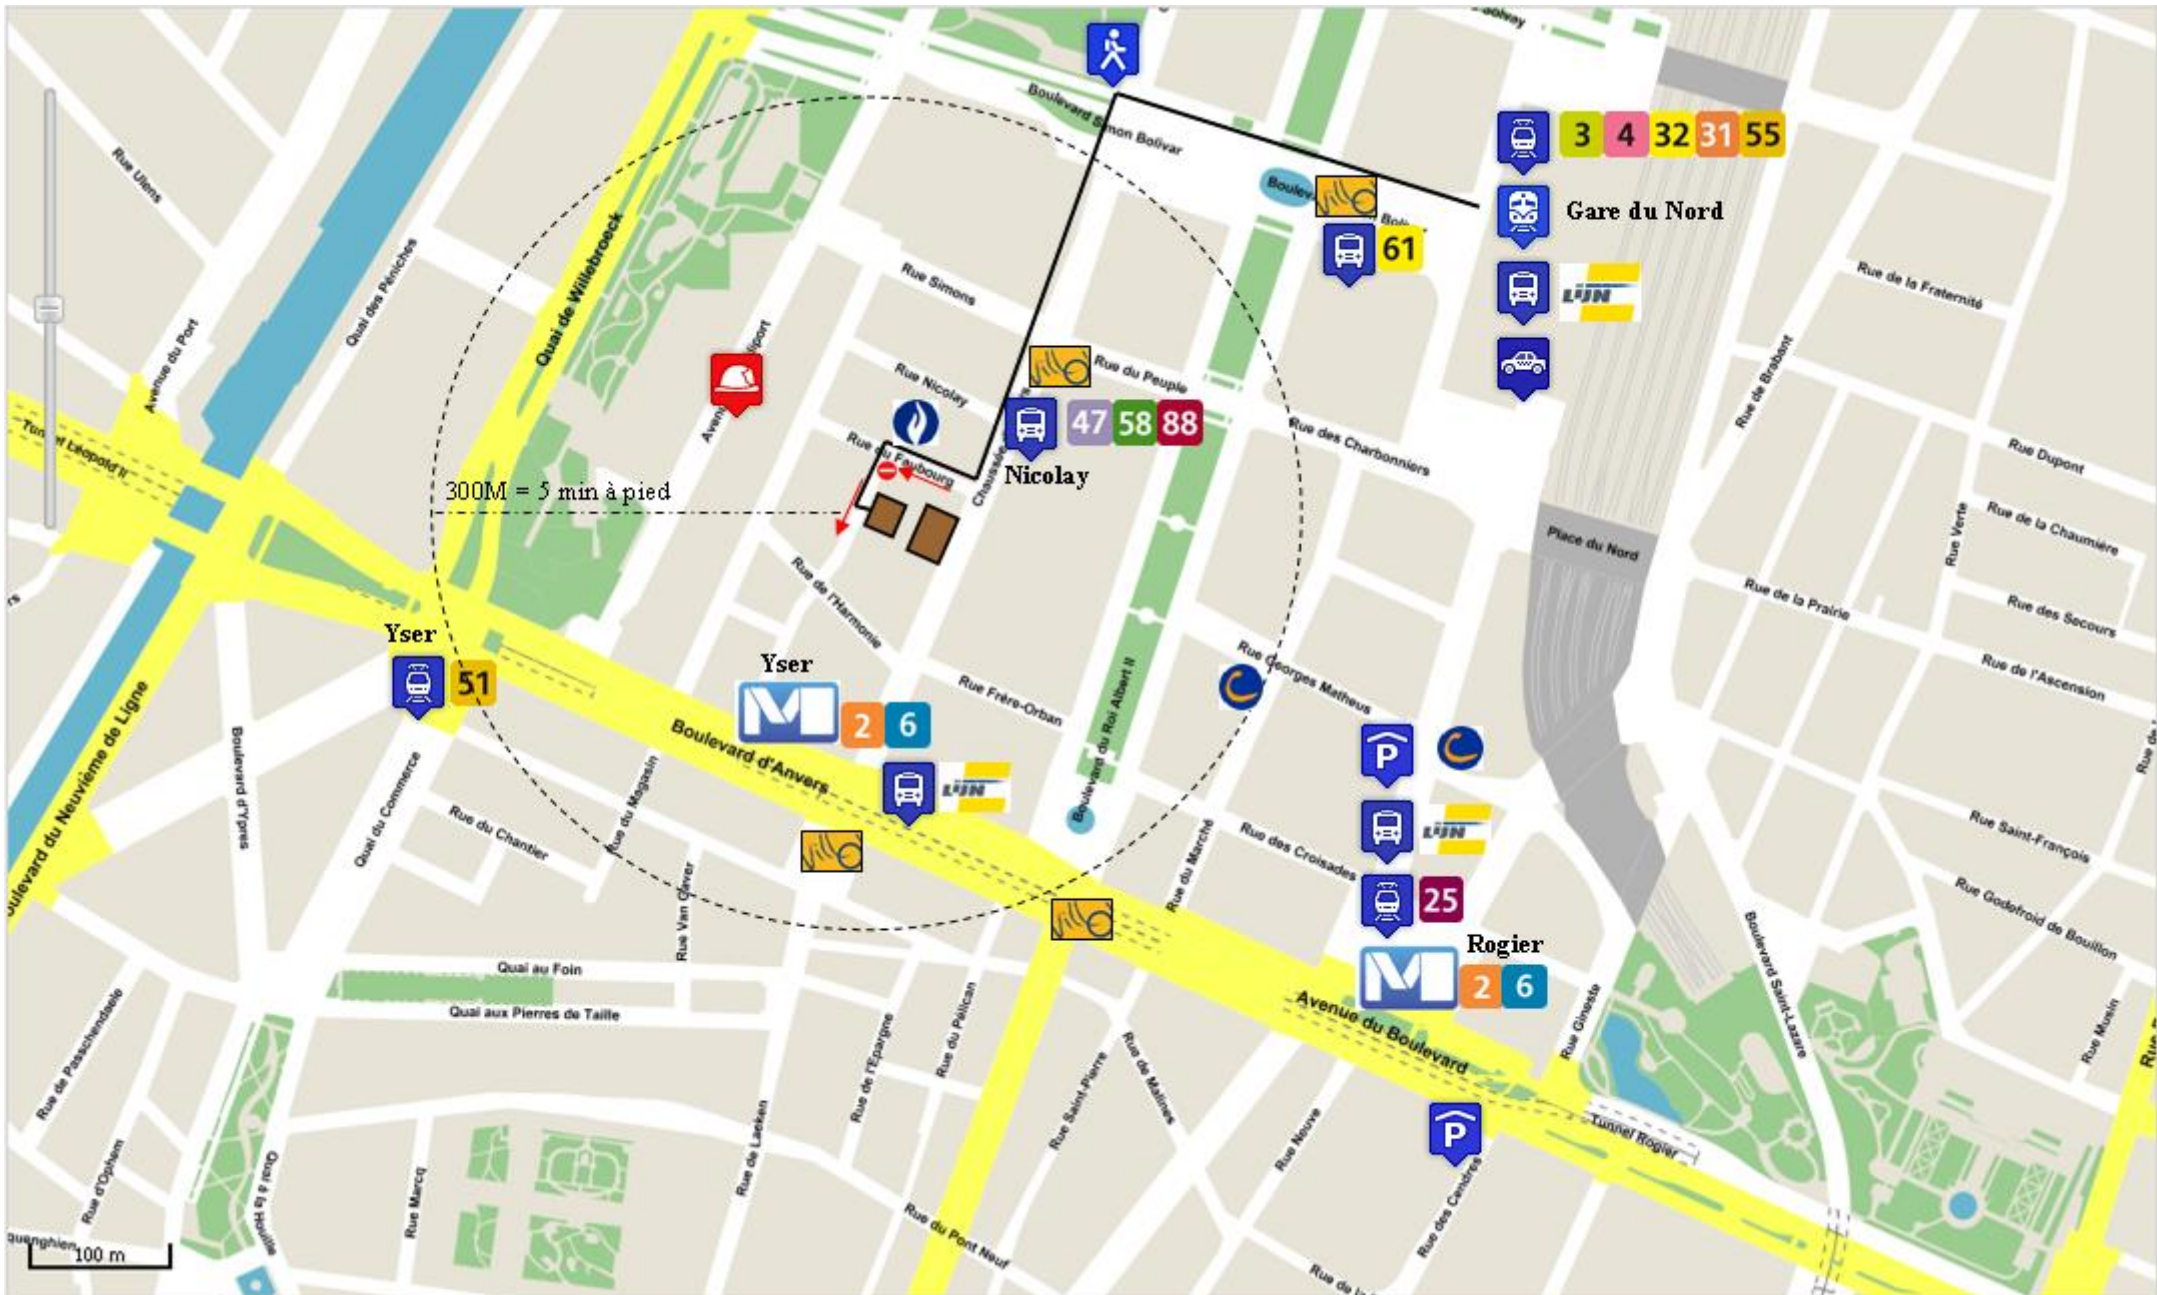 Solvay
Boulevard Simon Bolivar
3 4 32 31 55
Rue Ulens
Gare du Nord
61
Quai des Péniches
Quai de Willebroeck
Rue Simons
LIJN
Rue de la Fraternité
Avenue du Port
Rue du Peuple
Rue Nicolay
Rue de Brabant
47 58 88
Rue du Faubourg
Nicolay
Rue des Charbonniers
Tunnel Léopold II
Rue Dupont
300M = 5 min à pied
Rue de la Chaumière
Rue Verte
Place du Nord
Rue de l'Harmonie
Rue de la Prairie
Rue des Secours
Yser
51
Yser
2 6
Rue Georges Matheus
Rue de l'Ascension
Rue Frère-Orban
Boulevard du Roi Albert II
Boulevard du Neuvième de Ligne
Boulevard d'Ypres
Quai du Commerce
Boulevard d'Anvers
LIJN
P
Rue du Magasin
Rue du Chantier
LIJN
Rue du Marché
Rue des Croisades
Rue Saint-François
25
Rue Godefroid de Bouillon
Rue Van Gaver
Rogier
2 6
Quai au Foin
Quai aux Pierres de Taille
Boulevard Saint-Lazare
Avenue du Boulevard
Rue Gineste
Rue de Passchendaele
Rue du Pélican
Rue de l'Epargne
Rue Saint-Pierre
Rue de Malines
Rue Musin
P
Tunnel Rogier
Rue Neuve
Rue de Laeken
Rue d'Ophem
Rue Marcq
Quai à la Houille
Rue des Cendres
Rue du Pont Neuf
100 m
Rue de la